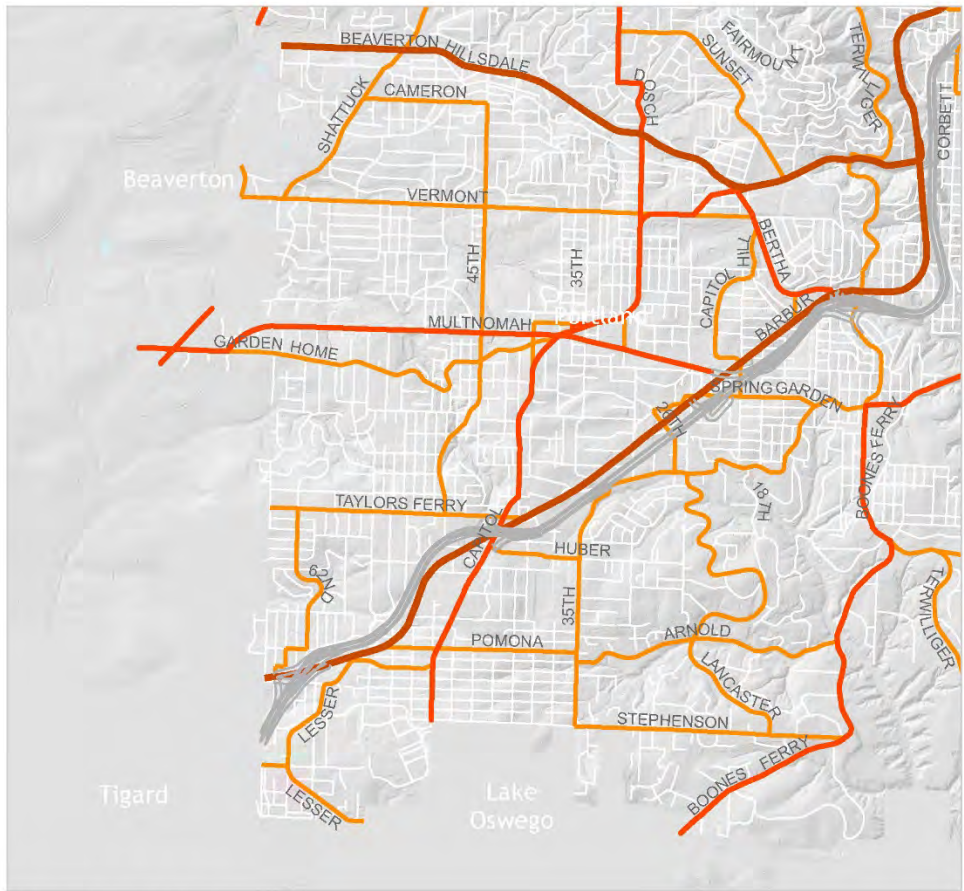 BEAVERTON HILLSDALE
FAIRMOUNT
SUNSET
TERWILLIGER
DOSCH
CORBETT
CAMERON
SHATTUCK
Beaverton
VERMONT
BERTHA
CAPITOL HILL
45TH
35TH
MULTNOMAH
Portland
BARBUR
GARDEN HOME
SPRING GARDEN
26TH
BOONES FERRY
TAYLORS FERRY
18TH
CAPITOL
HUBER
62ND
35TH
TERWILLIGER
POMONA
ARNOLD
LANCASTER
LESSER
STEPHENSON
BOONES FERRY
Tigard
LESSER
Lake
Oswego